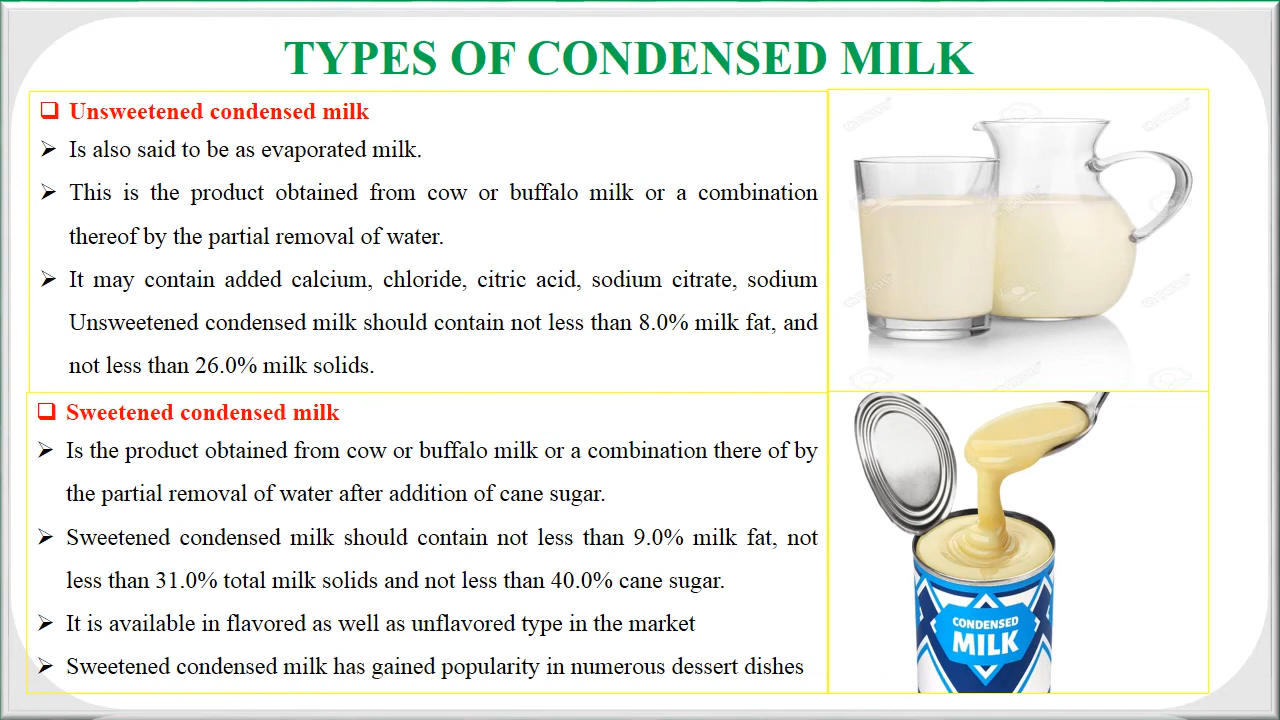 TYPES OF CONDENSED MILK
❑ Unsweetened condensed milk
➢ Is also said to be as evaporated milk.
➢ This is the product obtained from cow or buffalo milk or a combination
thereof by the partial removal of water.
➢ It may contain added calcium, chloride, citric acid, sodium citrate, sodium
Unsweetened condensed milk should contain not less than 8.0% milk fat, and
not less than 26.0% milk solids.
❑ Sweetened condensed milk
➢ Is the product obtained from cow or buffalo milk or a combination there of by
the partial removal of water after addition of cane sugar.
➢ Sweetened condensed milk should contain not less than 9.0% milk fat, not
less than 31.0% total milk solids and not less than 40.0% cane sugar.
➢ It is available in flavored as well as unflavored type in the market
➢ Sweetened condensed milk has gained popularity in numerous dessert dishes
CONDENSED
MILK